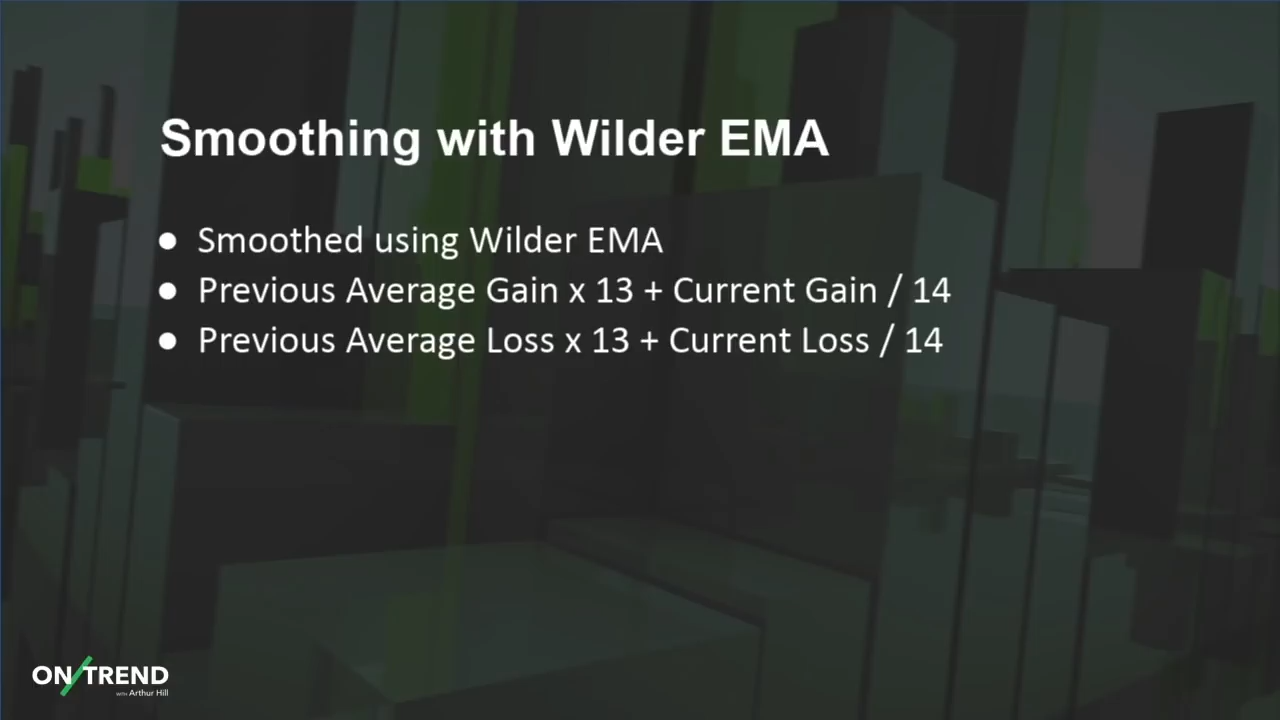 Smoothing with Wilder EMA
● Smoothed using Wilder EMA
● Previous Average Gain x 13 + Current Gain / 14
● Previous Average Loss x 13 + Current Loss / 14
ON/TREND
with Arthur Hill